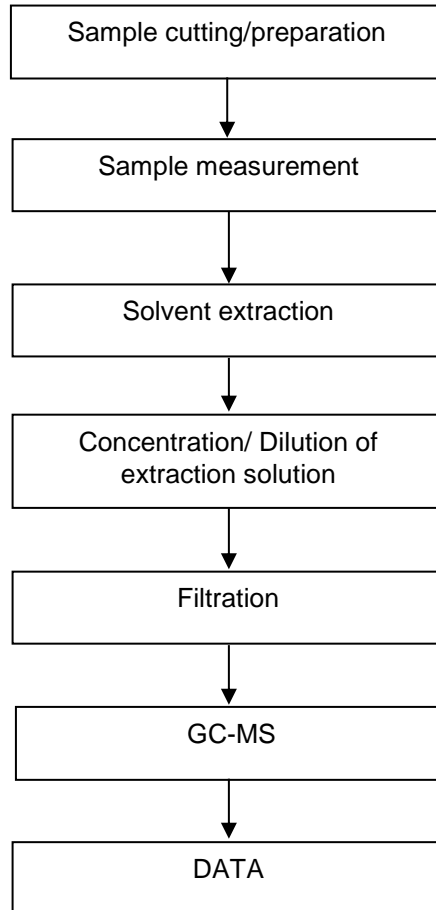 Sample cutting/preparation
Sample measurement
Solvent extraction
Concentration/ Dilution of
extraction solution
Filtration
GC-MS
DATA